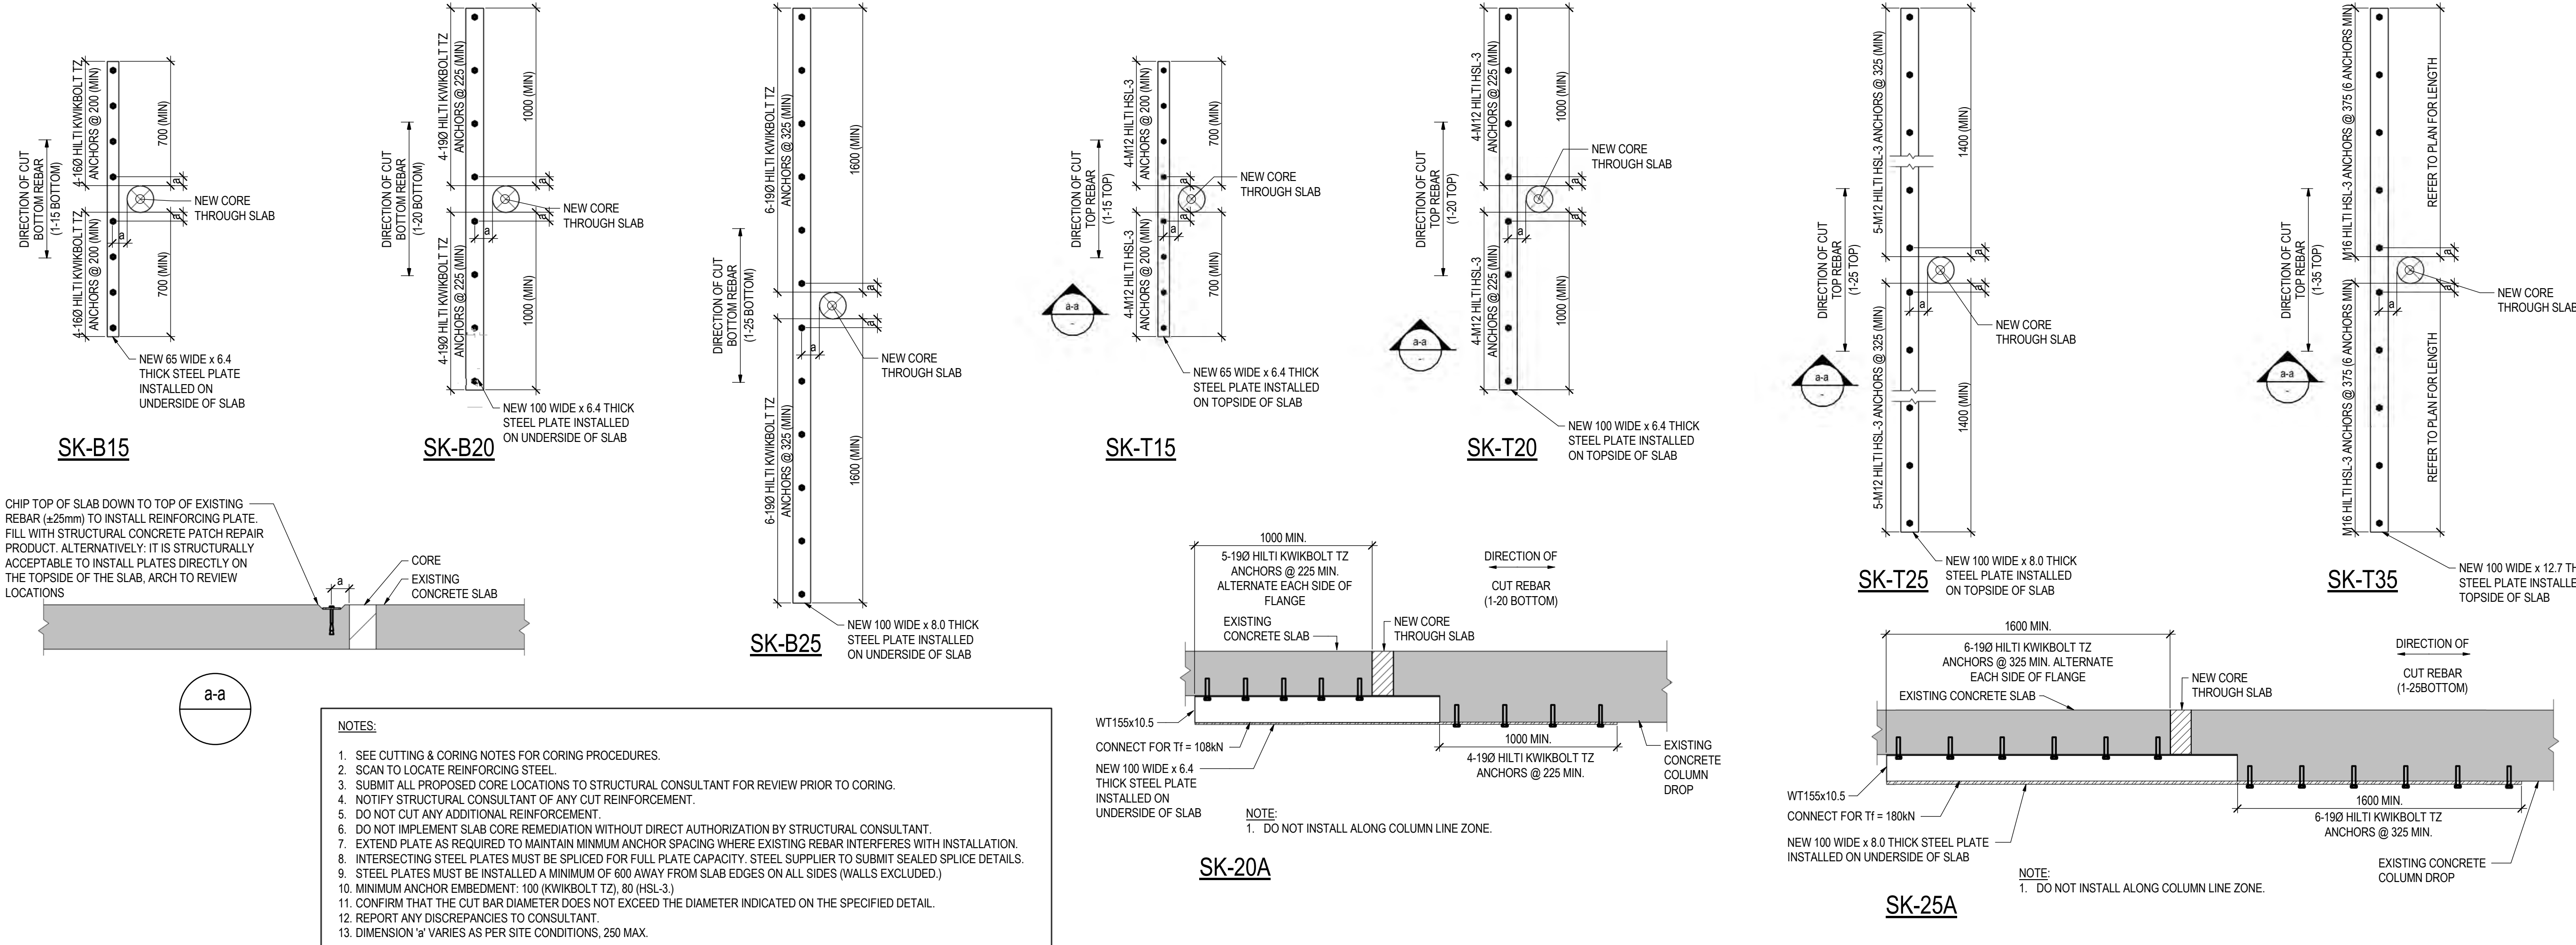 4-16Ø HILTI KWIKBOLT TZ
ANCHORS @ 200 (MIN)
700 (MIN)
DIRECTION OF CUT
BOTTOM REBAR
(1-15 BOTTOM)
a
NEW CORE
THROUGH SLAB
a
a
4-16Ø HILTI KWIKBOLT TZ
ANCHORS @ 200 (MIN)
700 (MIN)
NEW 65 WIDE x 6.4
THICK STEEL PLATE
INSTALLED ON
UNDERSIDE OF SLAB
SK-B15
4-19Ø HILTI KWIKBOLT TZ
ANCHORS @ 225 (MIN)
1000 (MIN)
DIRECTION OF CUT
BOTTOM REBAR
(1-20 BOTTOM)
a
NEW CORE
THROUGH SLAB
a
a
4-19Ø HILTI KWIKBOLT TZ
ANCHORS @ 225 (MIN)
1000 (MIN)
NEW 100 WIDE x 6.4 THICK
STEEL PLATE INSTALLED
ON UNDERSIDE OF SLAB
SK-B20
6-19Ø HILTI KWIKBOLT TZ
ANCHORS @ 325 (MIN)
1600 (MIN)
DIRECTION OF CUT
BOTTOM REBAR
(1-25 BOTTOM)
a
a
a
NEW CORE
THROUGH SLAB
6-19Ø HILTI KWIKBOLT TZ
ANCHORS @ 325 (MIN)
1600 (MIN)
NEW 100 WIDE x 8.0 THICK
STEEL PLATE INSTALLED
ON UNDERSIDE OF SLAB
SK-B25
4-M12 HILTI HSL-3
ANCHORS @ 200 (MIN)
700 (MIN)
DIRECTION OF CUT
TOP REBAR
(1-15 TOP)
a
NEW CORE
THROUGH SLAB
a
a
4-M12 HILTI HSL-3
ANCHORS @ 200 (MIN)
700 (MIN)
a-a
-
NEW 65 WIDE x 6.4 THICK
STEEL PLATE INSTALLED
ON TOPSIDE OF SLAB
SK-T15
4-M12 HILTI HSL-3
ANCHORS @ 225 (MIN)
1000 (MIN)
DIRECTION OF CUT
TOP REBAR
(1-20 TOP)
NEW CORE
THROUGH SLAB
a
a
a
4-M12 HILTI HSL-3
ANCHORS @ 225 (MIN)
1000 (MIN)
a-a
-
NEW 100 WIDE x 6.4 THICK
STEEL PLATE INSTALLED
ON TOPSIDE OF SLAB
SK-T20
5-M12 HILTI HSL-3 ANCHORS @ 325 (MIN)
1400 (MIN)
DIRECTION OF CUT
TOP REBAR
(1-25 TOP)
a
a
a
NEW CORE
THROUGH SLAB
5-M12 HILTI HSL-3 ANCHORS @ 325 (MIN)
1400 (MIN)
a-a
-
NEW 100 WIDE x 8.0 THICK
STEEL PLATE INSTALLED
ON TOPSIDE OF SLAB
SK-T25
M16 HILTI HSL-3 ANCHORS @ 375 (6 ANCHORS MIN)
REFER TO PLAN FOR LENGTH
DIRECTION OF CUT
TOP REBAR
(1-35 TOP)
a
a
a
NEW CORE
THROUGH SLAB
M16 HILTI HSL-3 ANCHORS @ 375 (6 ANCHORS MIN)
REFER TO PLAN FOR LENGTH
a-a
-
NEW 100 WIDE x 12.7
STEEL PLATE
TOPSIDE OF SLAB
SK-T35
CHIP TOP OF SLAB DOWN TO TOP OF EXISTING
REBAR (±25mm) TO INSTALL REINFORCING PLATE.
FILL WITH STRUCTURAL CONCRETE PATCH REPAIR
PRODUCT. ALTERNATIVELY: IT IS STRUCTURALLY
ACCEPTABLE TO INSTALL PLATES DIRECTLY ON
THE TOPSIDE OF THE SLAB, ARCH TO REVIEW
LOCATIONS
a
CORE
EXISTING
CONCRETE SLAB
a-a
NOTES:
1. SEE CUTTING & CORING NOTES FOR CORING PROCEDURES.
2. SCAN TO LOCATE REINFORCING STEEL.
3. SUBMIT ALL PROPOSED CORE LOCATIONS TO STRUCTURAL CONSULTANT FOR REVIEW PRIOR TO CORING.
4. NOTIFY STRUCTURAL CONSULTANT OF ANY CUT REINFORCEMENT.
5. DO NOT CUT ANY ADDITIONAL REINFORCEMENT.
6. DO NOT IMPLEMENT SLAB CORE REMEDIATION WITHOUT DIRECT AUTHORIZATION BY STRUCTURAL CONSULTANT.
7. EXTEND PLATE AS REQUIRED TO MAINTAIN MINMUM ANCHOR SPACING WHERE EXISTING REBAR INTERFERES WITH INSTALLATION.
8. INTERSECTING STEEL PLATES MUST BE SPLICED FOR FULL PLATE CAPACITY. STEEL SUPPLIER TO SUBMIT SEALED SPLICE DETAILS.
9. STEEL PLATES MUST BE INSTALLED A MINIMUM OF 600 AWAY FROM SLAB EDGES ON ALL SIDES (WALLS EXCLUDED.)
10. MINIMUM ANCHOR EMBEDMENT: 100 (KWIKBOLT TZ), 80 (HSL-3.)
11. CONFIRM THAT THE CUT BAR DIAMETER DOES NOT EXCEED THE DIAMETER INDICATED ON THE SPECIFIED DETAIL.
12. REPORT ANY DISCREPANCIES TO CONSULTANT.
13. DIMENSION 'a' VARIES AS PER SITE CONDITIONS, 250 MAX.
1000 MIN.
5-19Ø HILTI KWIKBOLT TZ
ANCHORS @ 225 MIN.
ALTERNATE EACH SIDE OF
FLANGE
DIRECTION OF
CUT REBAR
(1-20 BOTTOM)
EXISTING
CONCRETE SLAB
NEW CORE
THROUGH SLAB
WT155x10.5
CONNECT FOR Tf = 108kN
NEW 100 WIDE x 6.4
THICK STEEL PLATE
INSTALLED ON
UNDERSIDE OF SLAB
1000 MIN.
4-19Ø HILTI KWIKBOLT TZ
ANCHORS @ 225 MIN.
EXISTING
CONCRETE
COLUMN
DROP
NOTE:
1. DO NOT INSTALL ALONG COLUMN LINE ZONE.
SK-20A
1600 MIN.
6-19Ø HILTI KWIKBOLT TZ
ANCHORS @ 325 MIN. ALTERNATE
EACH SIDE OF FLANGE
EXISTING CONCRETE SLAB
NEW CORE
THROUGH SLAB
DIRECTION OF
CUT REBAR
(1-25BOTTOM)
WT155x10.5
CONNECT FOR Tf = 180kN
NEW 100 WIDE x 8.0 THICK STEEL PLATE
INSTALLED ON UNDERSIDE OF SLAB
1600 MIN.
6-19Ø HILTI KWIKBOLT TZ
ANCHORS @ 325 MIN.
EXISTING CONCRETE
COLUMN DROP
NOTE:
1. DO NOT INSTALL ALONG COLUMN LINE ZONE.
SK-25A